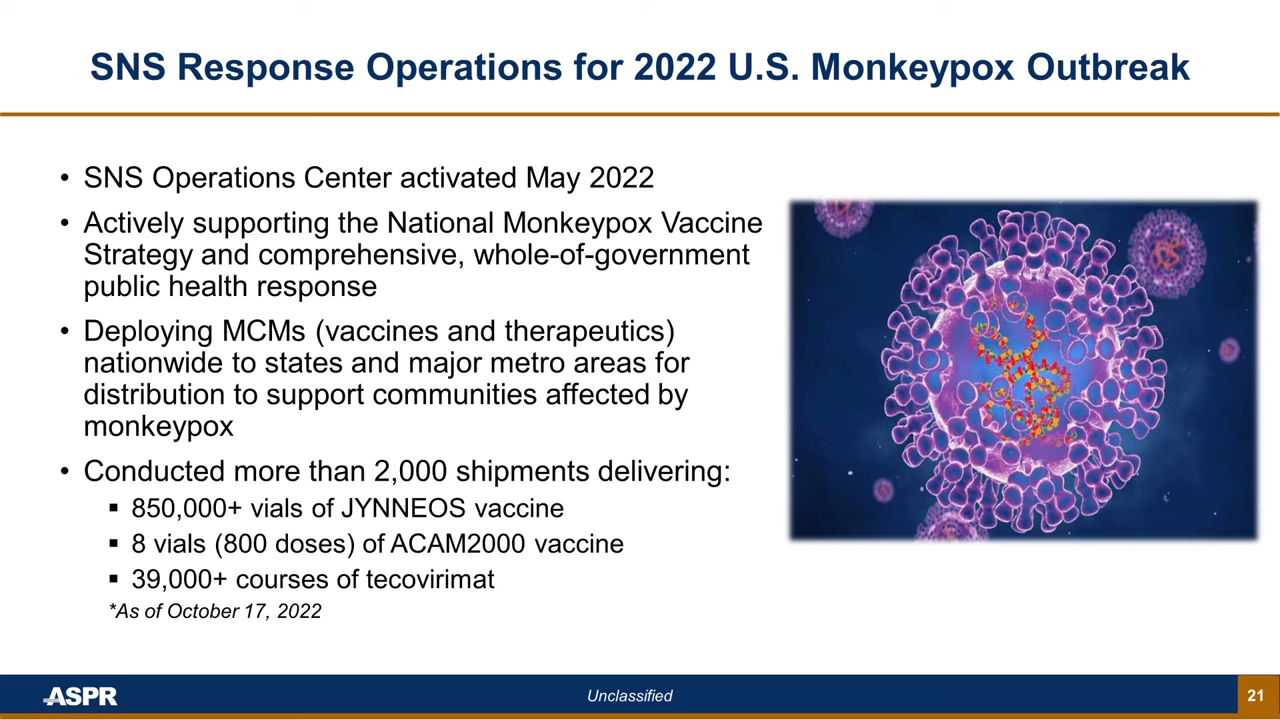 SNS Response Operations for 2022 U.S. Monkeypox Outbreak
• SNS Operations Center activated May 2022
• Actively supporting the National Monkeypox Vaccine
Strategy and comprehensive, whole-of-government
public health response
• Deploying MCMs (vaccines and therapeutics)
nationwide to states and major metro areas for
distribution to support communities affected by
monkeypox
• Conducted more than 2,000 shipments delivering:
▪ 850,000+ vials of JYNNEOS vaccine
▪ 8 vials (800 doses) of ACAM2000 vaccine
▪ 39,000+ courses of tecovirimat
*As of October 17, 2022
ASPR
Unclassified
21